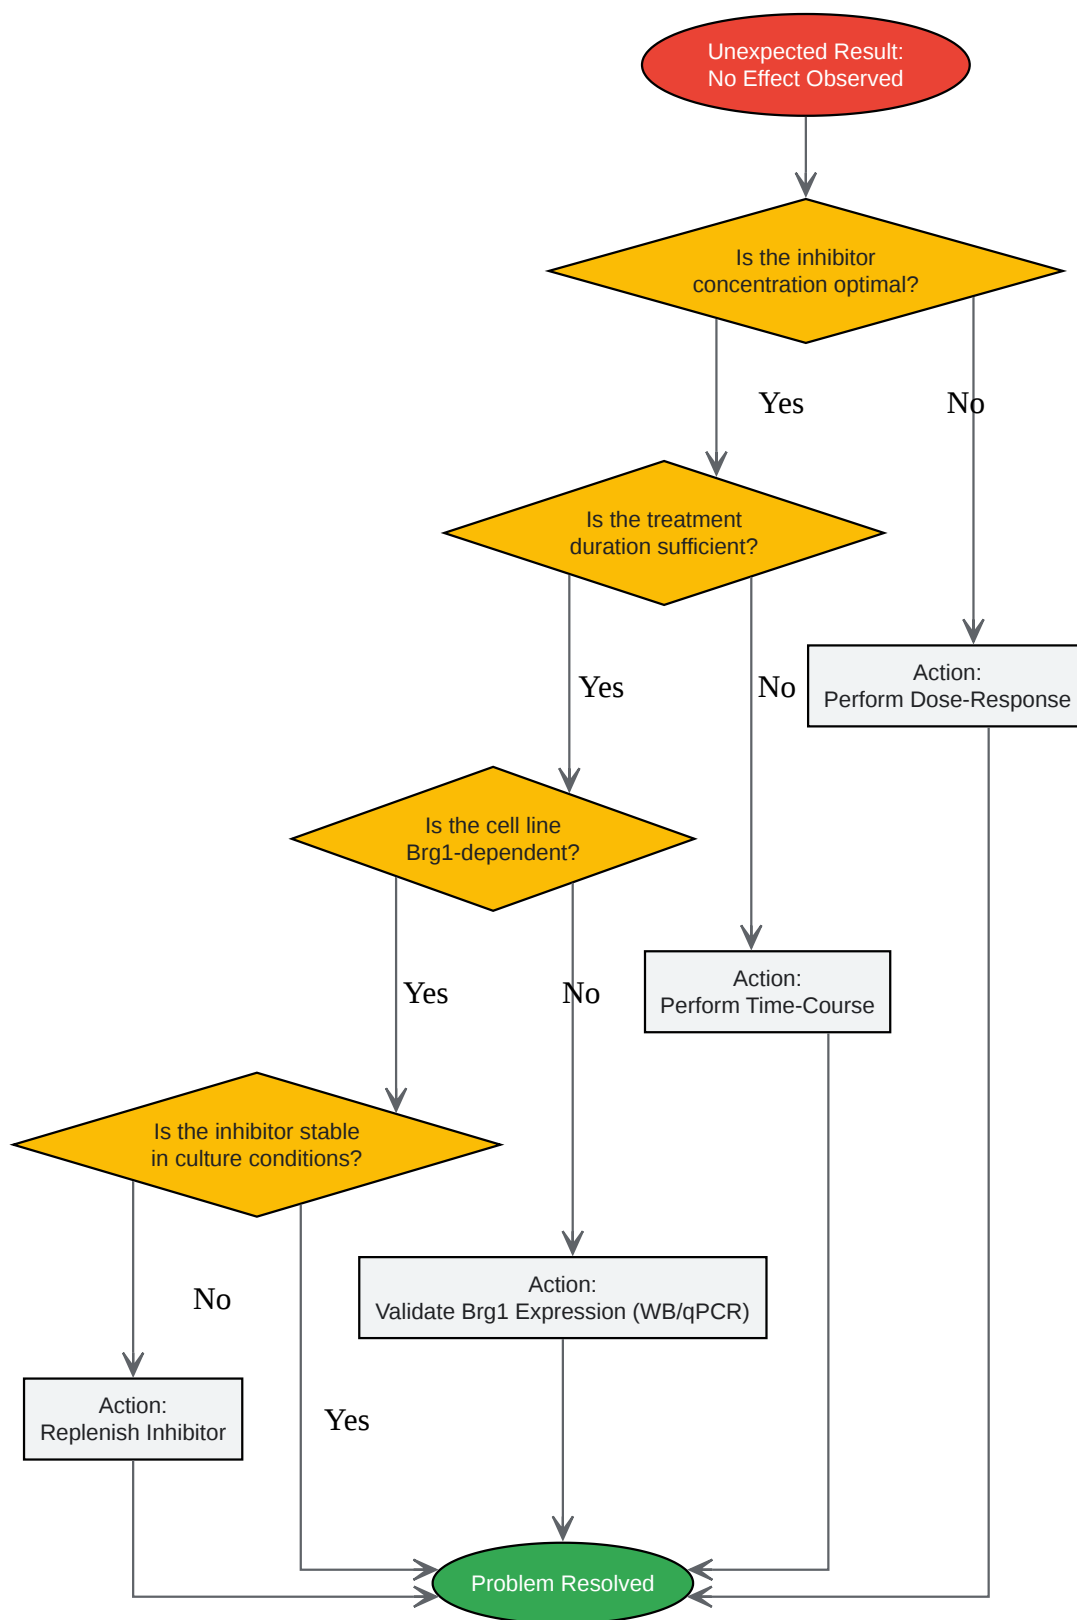 Unexpected Result:
No Effect Observed
Is the inhibitor
concentration optimal?
Yes
No
Is the treatment
duration sufficient?
Action:
Perform Dose-Response
Yes
No
Is the cell line
Brg1-dependent?
Action:
Perform Time-Course
Yes
No
Is the inhibitor stable
in culture conditions?
Action:
Validate Brg1 Expression (WB/qPCR)
No
Action:
Replenish Inhibitor
Yes
Problem Resolved